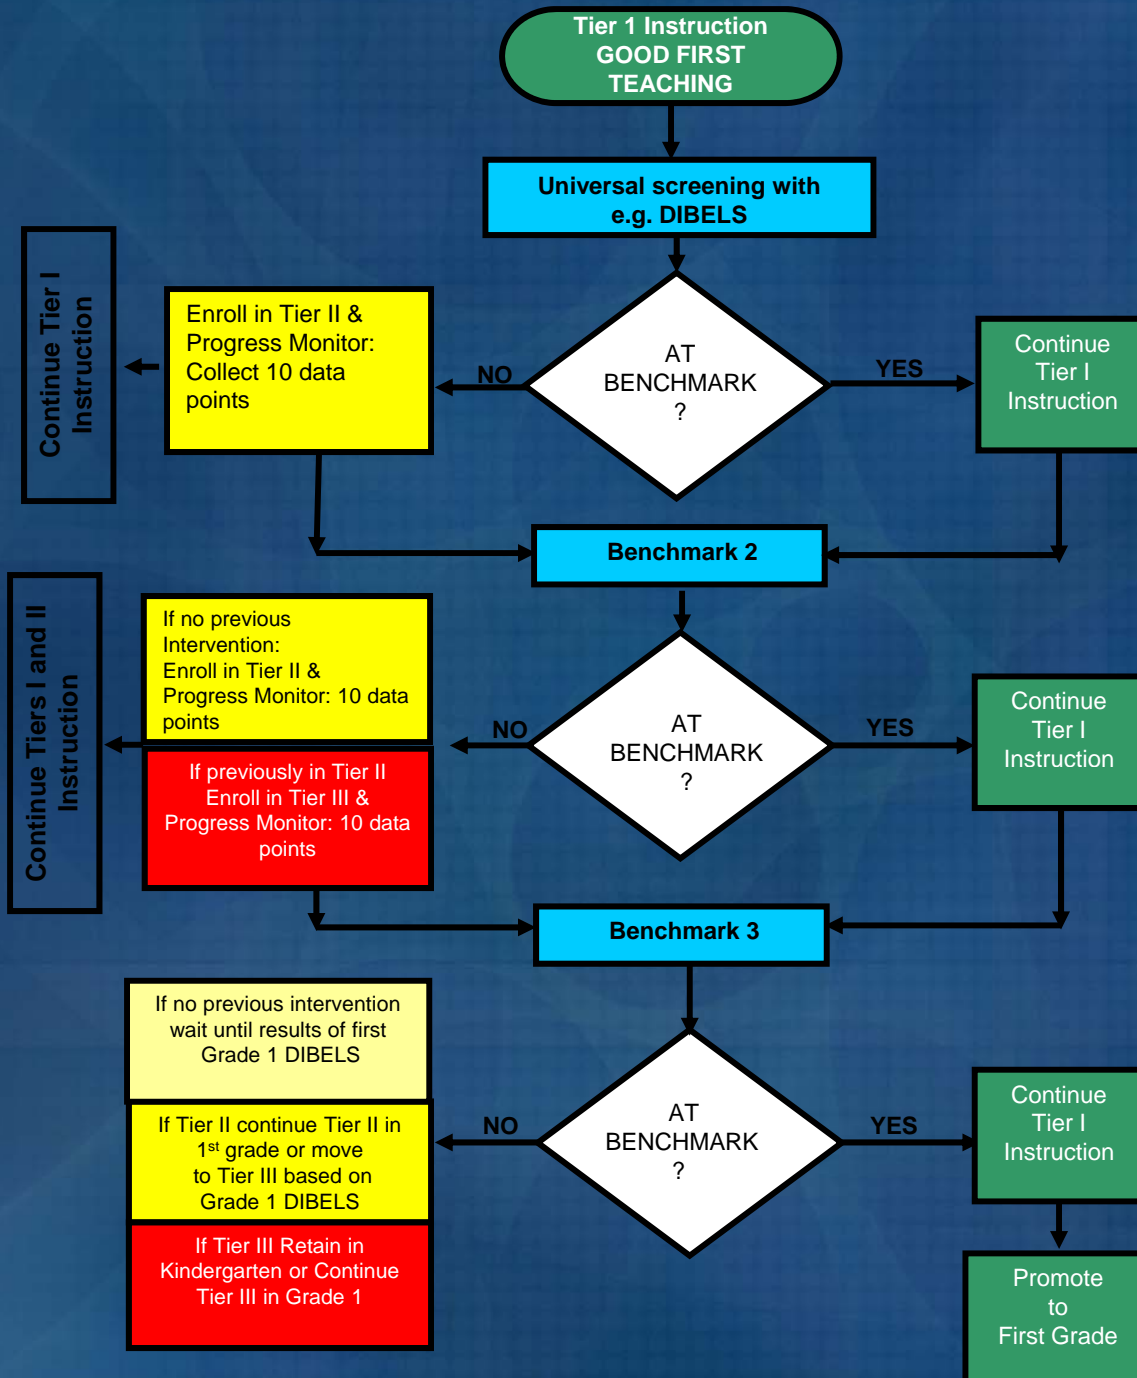 Tier 1 Instruction
GOOD FIRST
TEACHING
Universal screening with
e.g. DIBELS
Continue Tier I
Instruction
Enroll in Tier II &
Progress Monitor:
Collect 10 data
points
NO
AT
BENCHMARK
?
YES
Continue
Tier I
Instruction
Benchmark 2
Continue Tiers I and II
Instruction
If no previous
Intervention:
Enroll in Tier II &
Progress Monitor: 10 data
points
If previously in Tier II
Enroll in Tier III &
Progress Monitor: 10 data
points
NO
AT
BENCHMARK
?
YES
Continue
Tier I
Instruction
Benchmark 3
If no previous intervention
wait until results of first
Grade 1 DIBELS
If Tier II continue Tier II in
1st grade or move
to Tier III based on
Grade 1 DIBELS
If Tier III Retain in
Kindergarten or Continue
Tier III in Grade 1
NO
AT
BENCHMARK
?
YES
Continue
Tier I
Instruction
Promote
to
First Grade